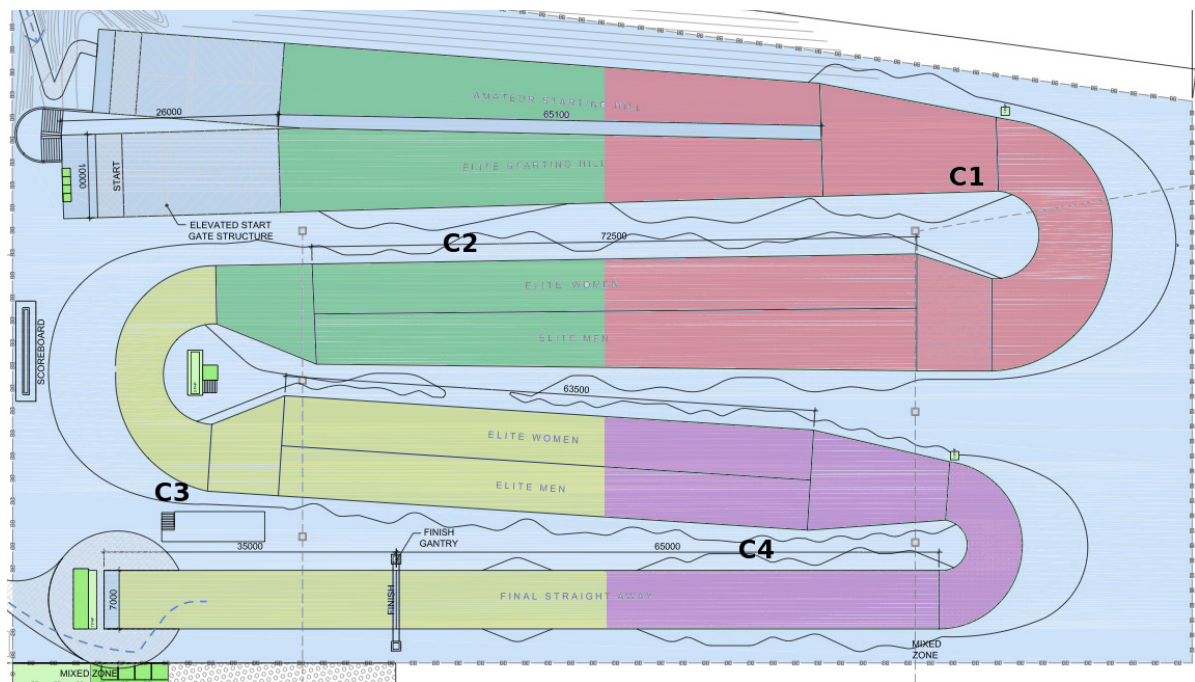 AMATEUR STARTING HILL
26000
65100
10000
START
ELITE STARTING HILL
C1
ELEVATED START
GATE STRUCTURE
C2
72500
ELITE WOMEN
ELITE MEN
SCOREBOARD
63500
ELITE WOMEN
ELITE MEN
C3
FINISH
GANTRY
35000
65000
C4
7000
FINISH
FINAL STRAIGHT AWAY
MIXED
ZONE
MIXED ZONE